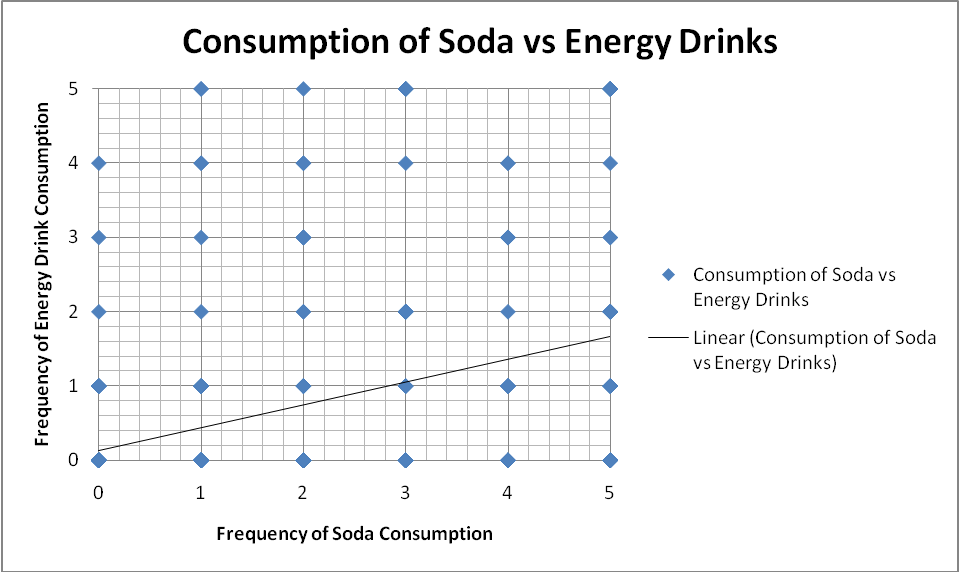 Consumption of Soda vs Energy Drinks
Frequency of Energy Drink Consumption
5
4
3
2
1
0
0 1 2 3 4 5
Frequency of Soda Consumption
Consumption of Soda vs
Energy Drinks
Linear (Consumption of Soda
vs Energy Drinks)